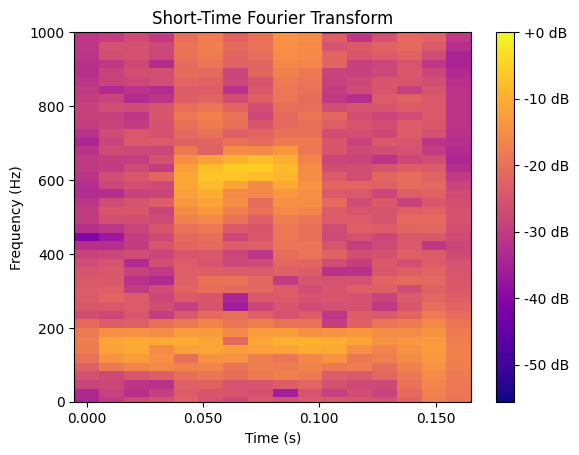 Short-Time Fourier Transform
1000
800
600
400
200
0
Frequency (Hz)
0.000
0.050
0.100
0.150
Time (s)
+0 dB
-10 dB
-20 dB
-30 dB
-40 dB
-50 dB